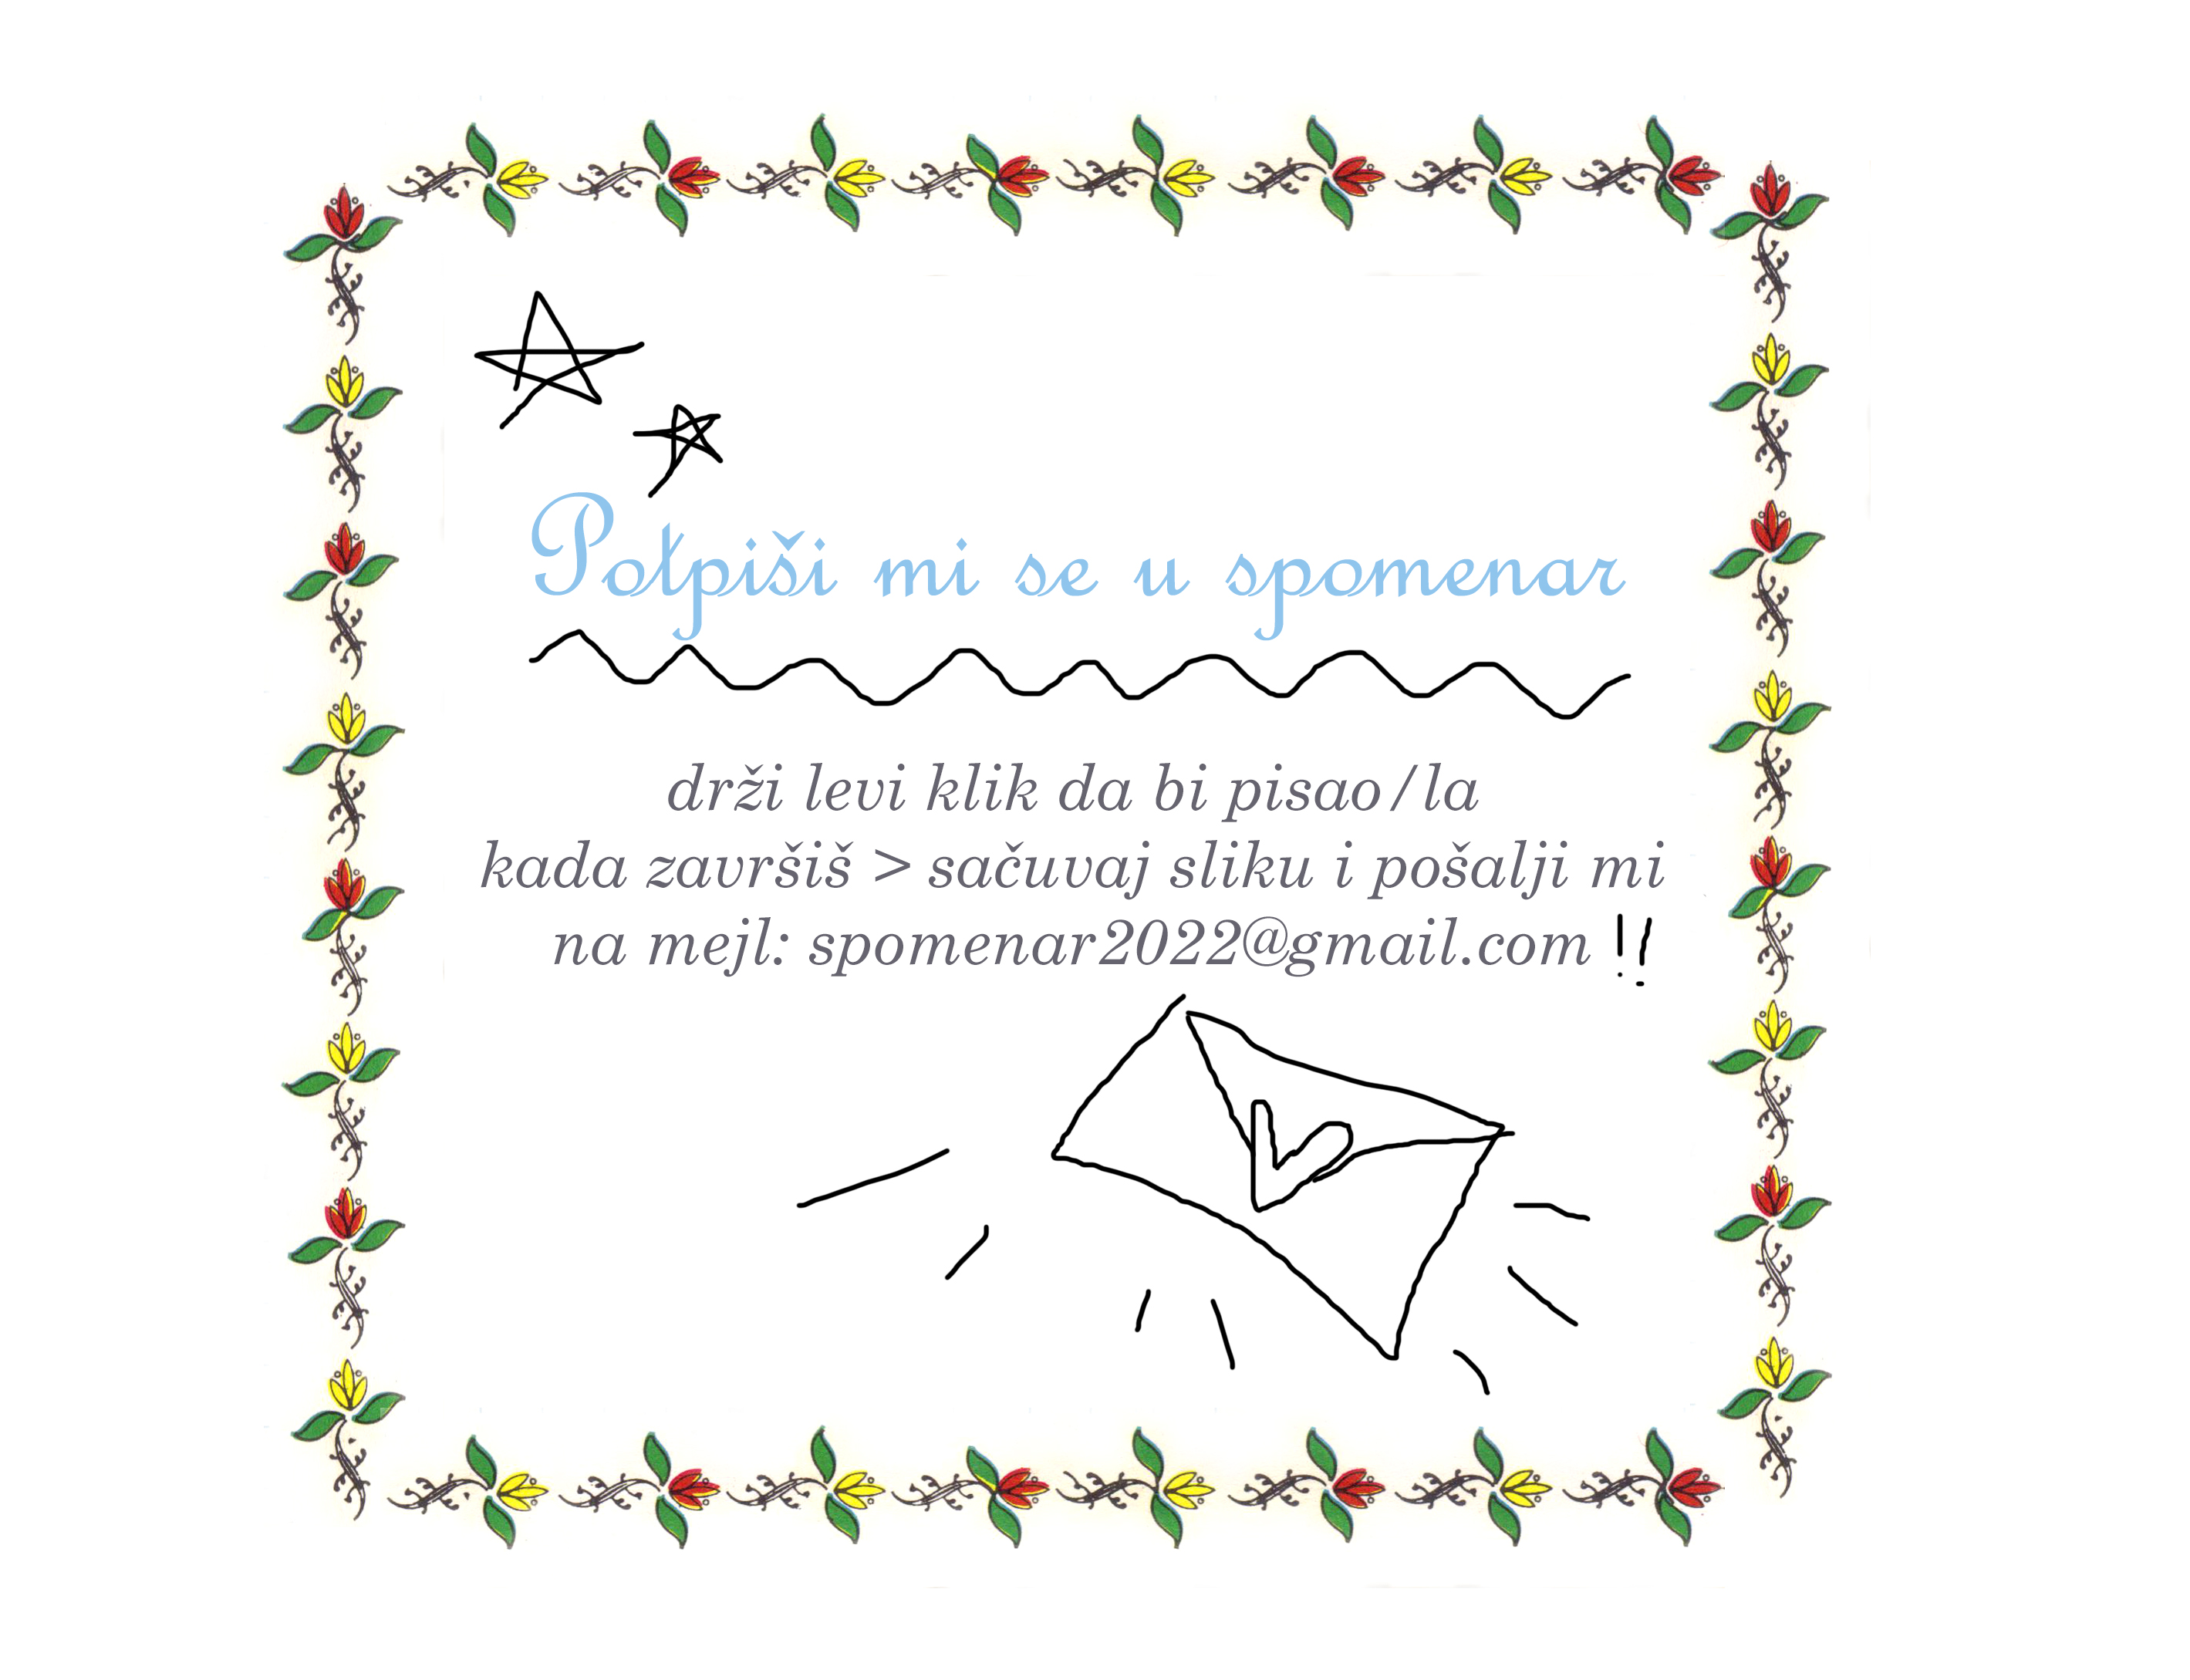 Potpiši mi se u spomenar
drži levi klik da bi pisao/la
kada završiš > sačuvaj sliku i pošalji mi
na mejl: spomenar2022@gmail.com !!